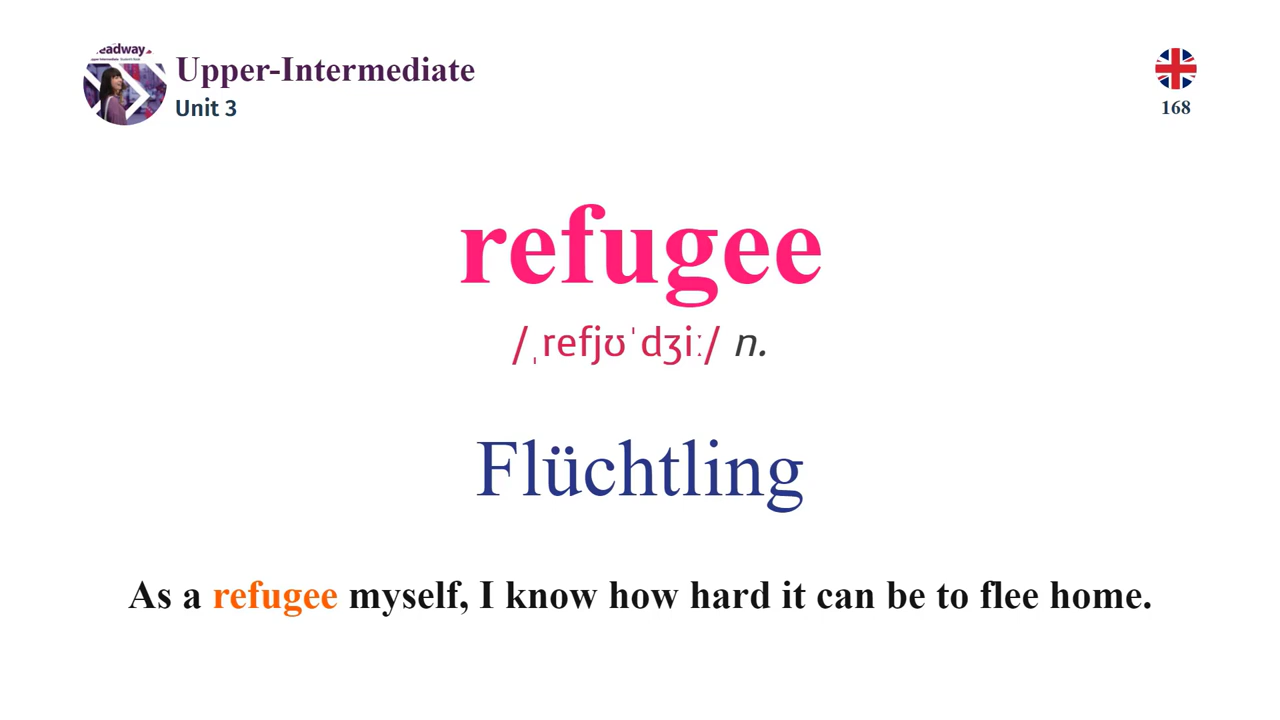 eadway
Upper-Intermediate
Unit 3
168
refugee
/ˌrefjʊˈdʒiː/ n.
Flüchtling
As a refugee myself, I know how hard it can be to flee home.